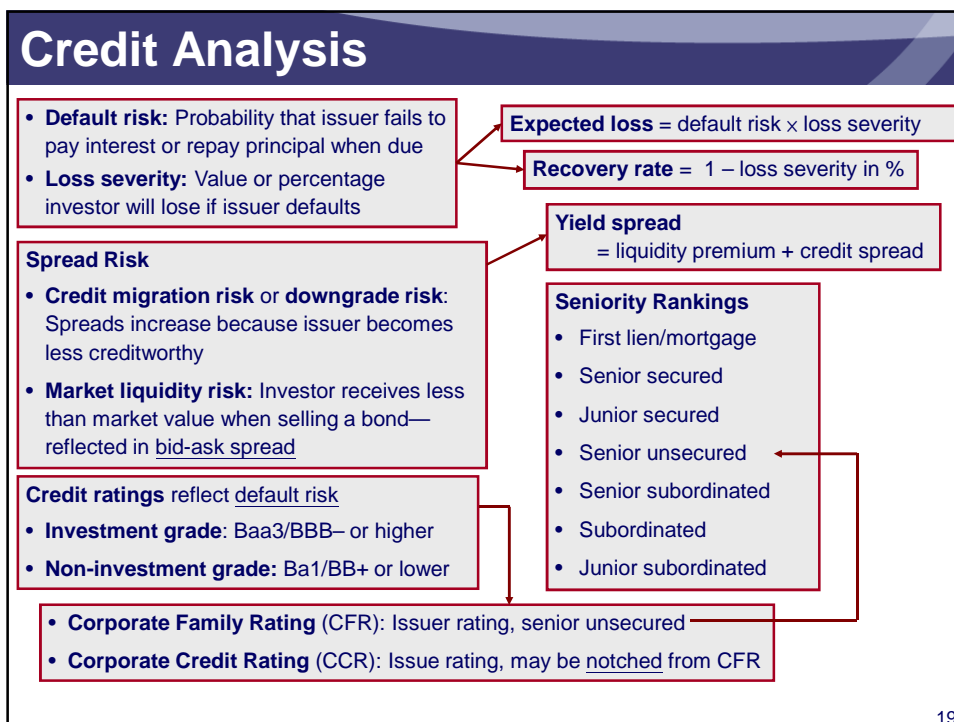 Credit Analysis
• Default risk: Probability that issuer fails to
pay interest or repay principal when due
• Loss severity: Value or percentage
investor will lose if issuer defaults
Expected loss = default risk × loss severity
Recovery rate = 1 – loss severity in %
Yield spread
= liquidity premium + credit spread
Spread Risk
• Credit migration risk or downgrade risk:
Spreads increase because issuer becomes
less creditworthy
• Market liquidity risk: Investor receives less
than market value when selling a bond—
reflected in bid-ask spread
Seniority Rankings
• First lien/mortgage
• Senior secured
• Junior secured
• Senior unsecured
• Senior subordinated
• Subordinated
• Junior subordinated
Credit ratings reflect default risk
• Investment grade: Baa3/BBB– or higher
• Non-investment grade: Ba1/BB+ or lower
• Corporate Family Rating (CFR): Issuer rating, senior unsecured
• Corporate Credit Rating (CCR): Issue rating, may be notched from CFR
19